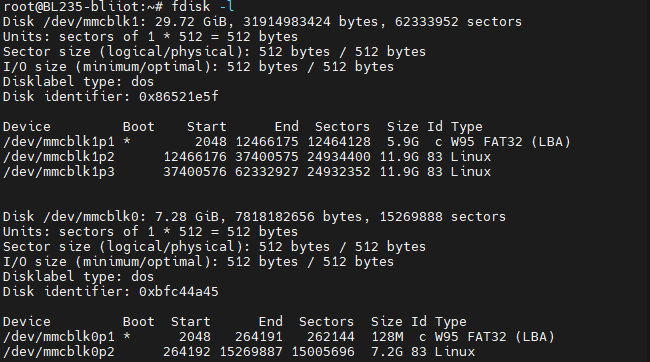 root@BL235-bliiot:~# fdisk -l
Disk /dev/mmcblk1: 29.72 GiB, 31914983424 bytes, 62333952 sectors
Units: sectors of 1 * 512 = 512 bytes
Sector size (logical/physical): 512 bytes / 512 bytes
I/O size (minimum/optimal): 512 bytes / 512 bytes
Disklabel type: dos
Disk identifier: 0x86521e5f
Device Boot Start End Sectors Size Id Type
/dev/mmcblk1p1 * 2048 12466175 12464128 5.9G c W95 FAT32 (LBA)
/dev/mmcblk1p2 12466176 37400575 24934400 11.9G 83 Linux
/dev/mmcblk1p3 37400576 62332927 24932352 11.9G 83 Linux
Disk /dev/mmcblk0: 7.28 GiB, 7818182656 bytes, 15269888 sectors
Units: sectors of 1 * 512 = 512 bytes
Sector size (logical/physical): 512 bytes / 512 bytes
I/O size (minimum/optimal): 512 bytes / 512 bytes
Disklabel type: dos
Disk identifier: 0xbfc44a45
Device Boot Start End Sectors Size Id Type
/dev/mmcblk0p1 * 2048 264191 262144 128M c W95 FAT32 (LBA)
/dev/mmcblk0p2 264192 15269887 15005696 7.2G 83 Linux